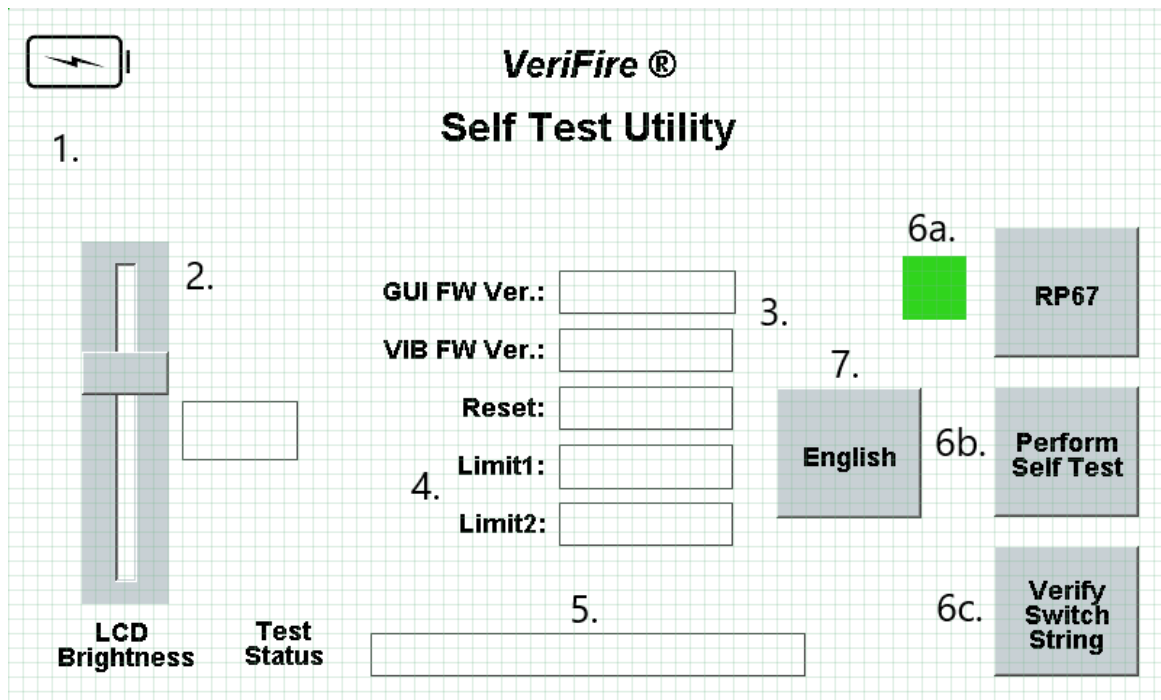 VeriFire ®
Self Test Utility
1.
2.
GUI FW Ver.:
3.
VIB FW Ver.:
Reset:
Limit1:
4.
Limit2:
6a.
RP67
7.
English
6b.
Perform
Self Test
6c.
Verify
Switch
String
LCD
Brightness
Test
Status
5.